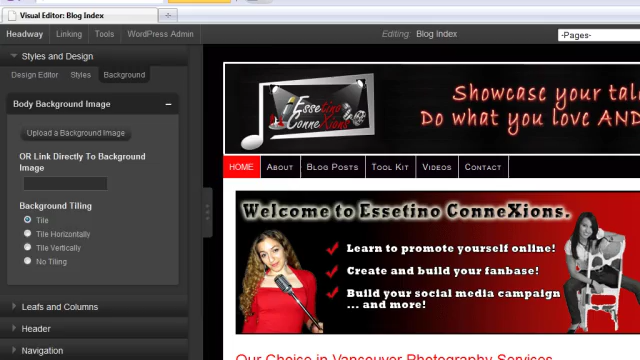 Visual Editor: Blog Index
Headway Linking Tools WordPress Admin Editing Blog Index -Pages-
Styles and Design
Design Editor Styles Background
Body Background Image
Upload a Background Image
OR Link Directly To Background
Image
Background Tiling
Tile
Tile Horizontally
Tile Vertically
No Tiling
Leafs and Columns
Header
Navigation
Essetino
ConneXions
Showcase your tal
Do what you love AND
HOME ABOUT BLOG POSTS TOOL KIT VIDEOS CONTACT
Welcome to Essetino ConneXions.
Learn to promote yourself online!
Create and build your fanbase!
Build your social media campaign
... and more!
Our Choice in Vancouver Photography Services